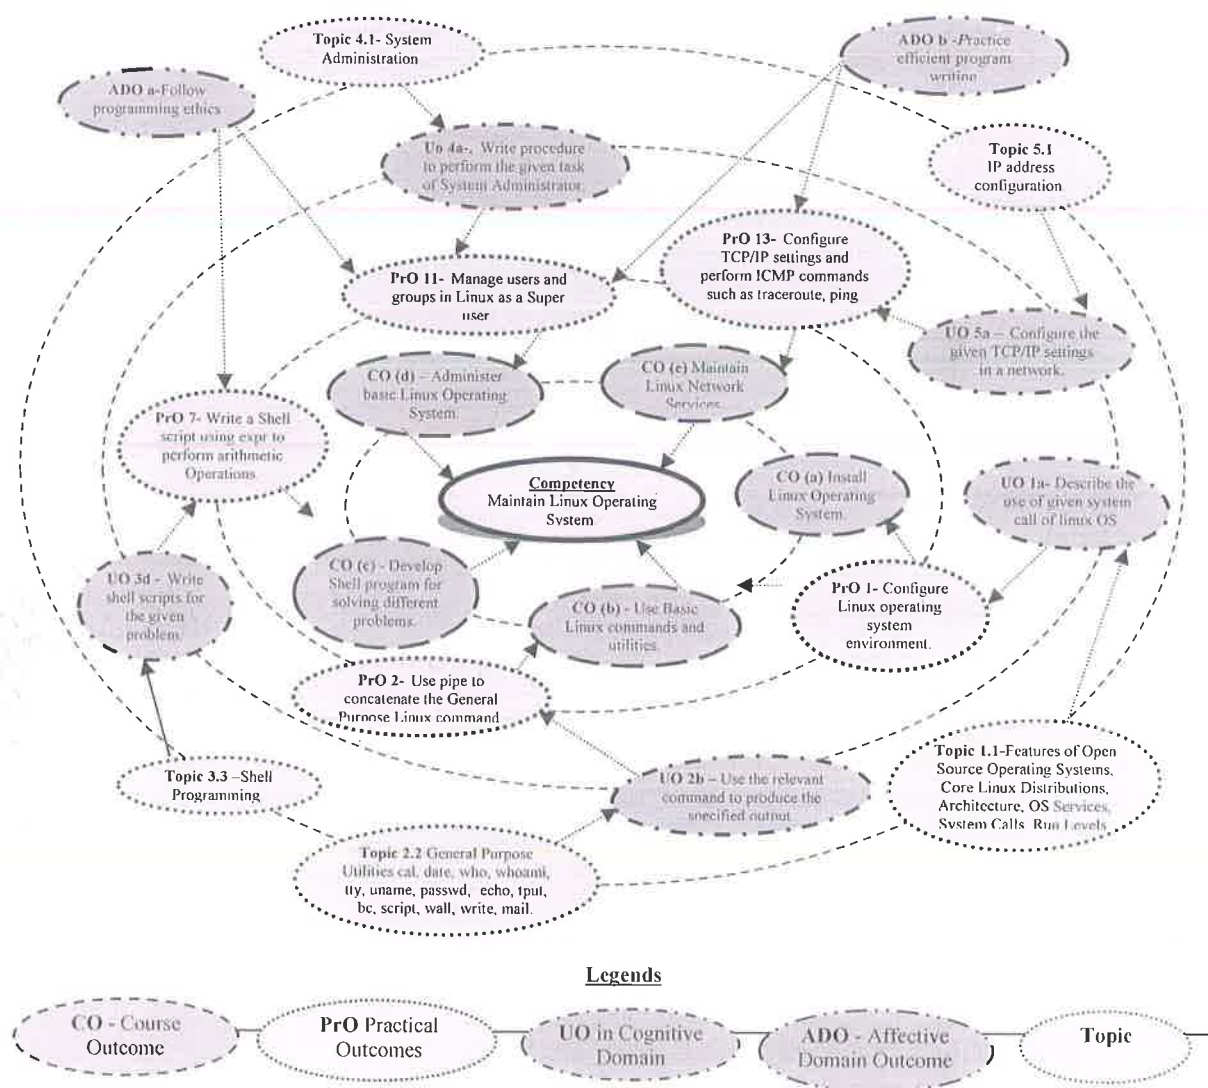 Topic 4.1- System
Administration
ADO b -Practice
efficient program
writing
ADO a-Follow
programming ethics
Uo 4a-. Write procedure
to perform the given task
of System Administrator.
Topic 5.1
IP address
configuration
PrO 13- Configure
TCP/IP settings and
perform ICMP commands
such as traceroute, ping
PrO 11- Manage users and
groups in Linux as a Super
user
UO 5a – Configure the
given TCP/IP settings
in a network.
CO (d) – Administer
basic Linux Operating
System.
CO (e) Maintain
Linux Network
Services.
PrO 7- Write a Shell
script using expr to
perform arithmetic
Operations
Competency
Maintain Linux Operating
System
CO (a) Install
Linux Operating
System.
UO 1a- Describe the
use of given system
call of linux OS
UO 3d - Write
shell scripts for
the given
problem.
CO (c) - Develop
Shell program for
solving different
problems.
CO (b) - Use Basic
Linux commands and
utilities.
PrO 1- Configure
Linux operating
system
environment.
PrO 2- Use pipe to
concatenate the General
Purpose Linux command
Topic 3.3 –Shell
Programming
UO 2b – Use the relevant
command to produce the
specified output
Topic 1.1-Features of Open
Source Operating Systems,
Core Linux Distributions,
Architecture, OS Services,
System Calls, Run Levels
Topic 2.2 General Purpose
Utilities cal, date, who, whoami,
tty, uname, passwd, echo, tput,
bc, script, wall, write, mail.
Legends
CO - Course
Outcome
PrO Practical
Outcomes
UO in Cognitive
Domain
ADO - Affective
Domain Outcome
Topic